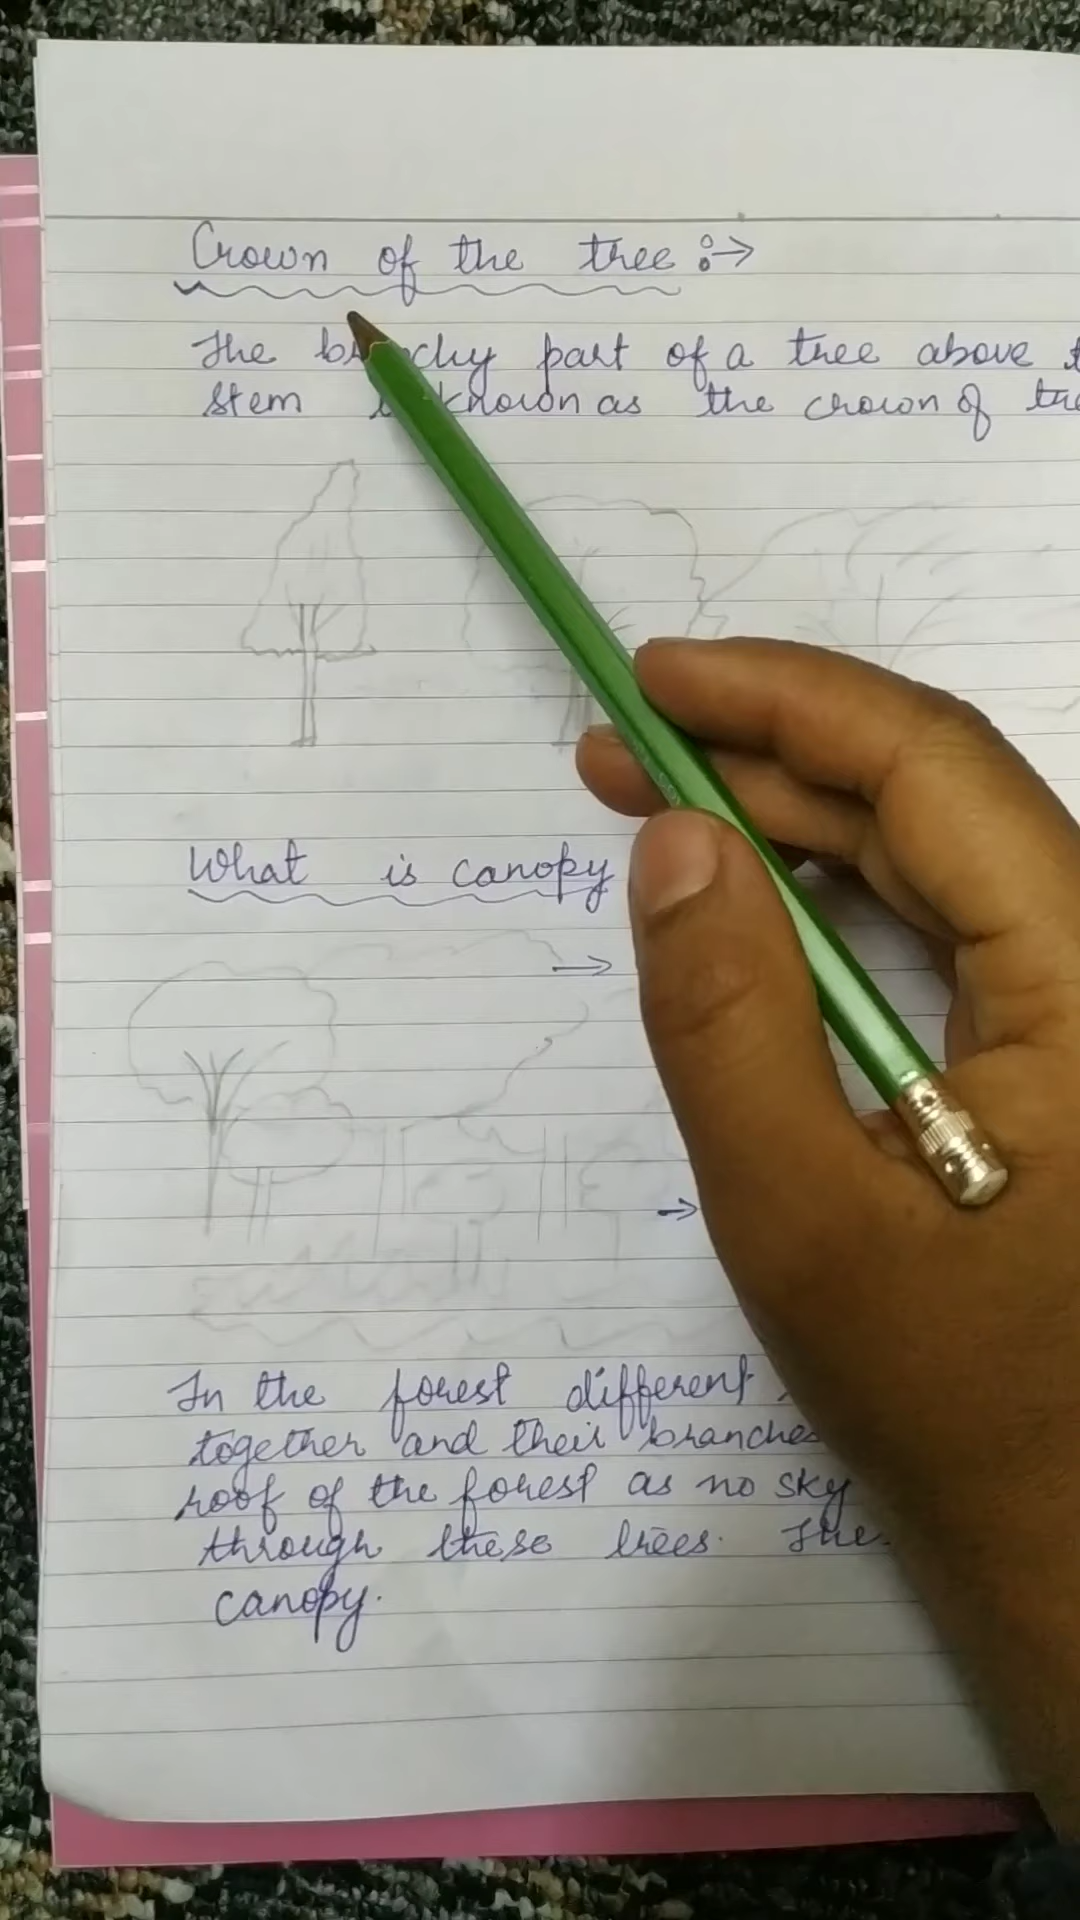 Crown of the tree :→
The part of a tree above
stem known as the crown of
What is canopy
→
→
In the forest different
together and their branches
roof of the forest as no sky
through these trees. The
canopy.